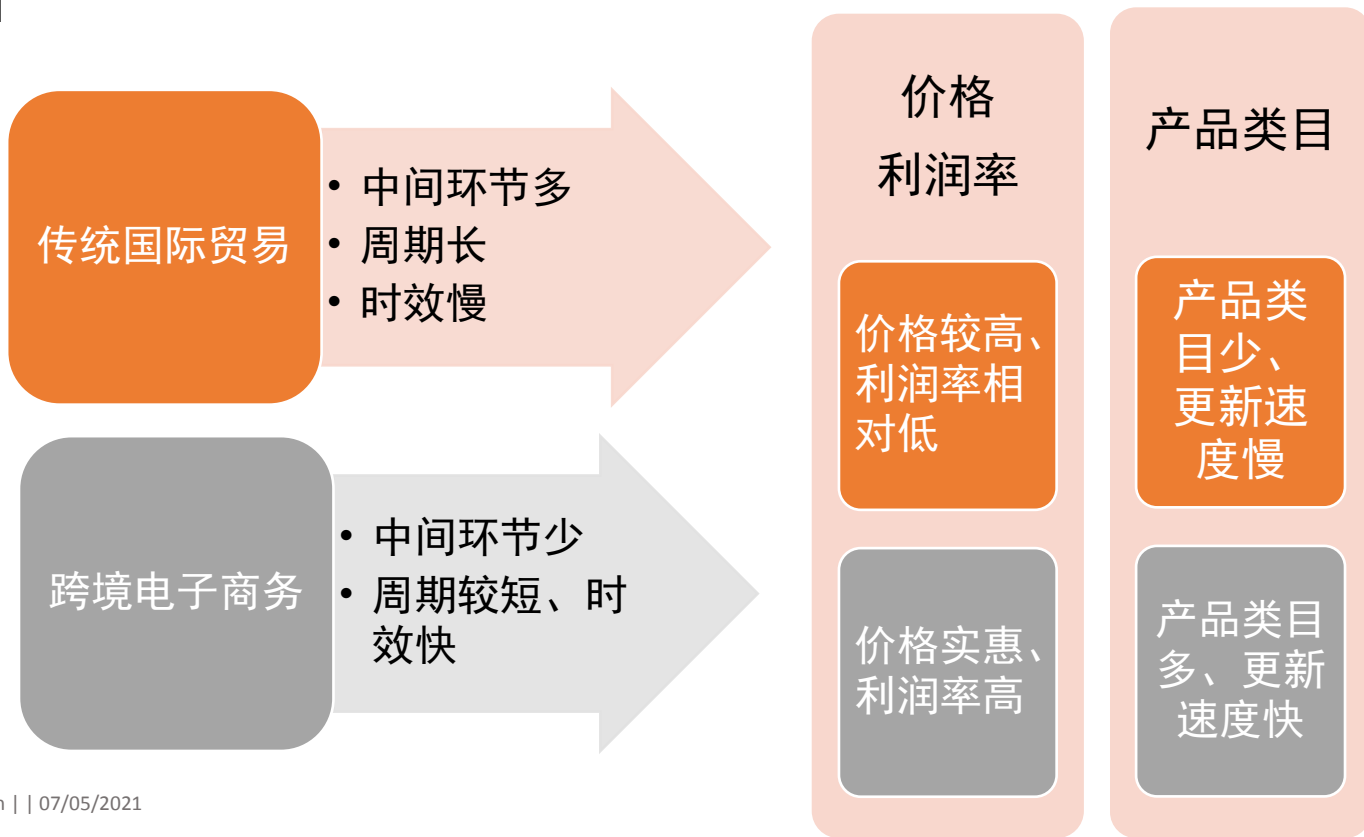 传统国际贸易
• 中间环节多
• 周期长
• 时效慢
跨境电子商务
• 中间环节少
• 周期较短、时
效快
价格
利润率
价格较高、
利润率相
对低
价格实惠、
利润率高
产品类目
产品类
目少、
更新速
度慢
产品类目
多、更新
速度快
| | 07/05/2021